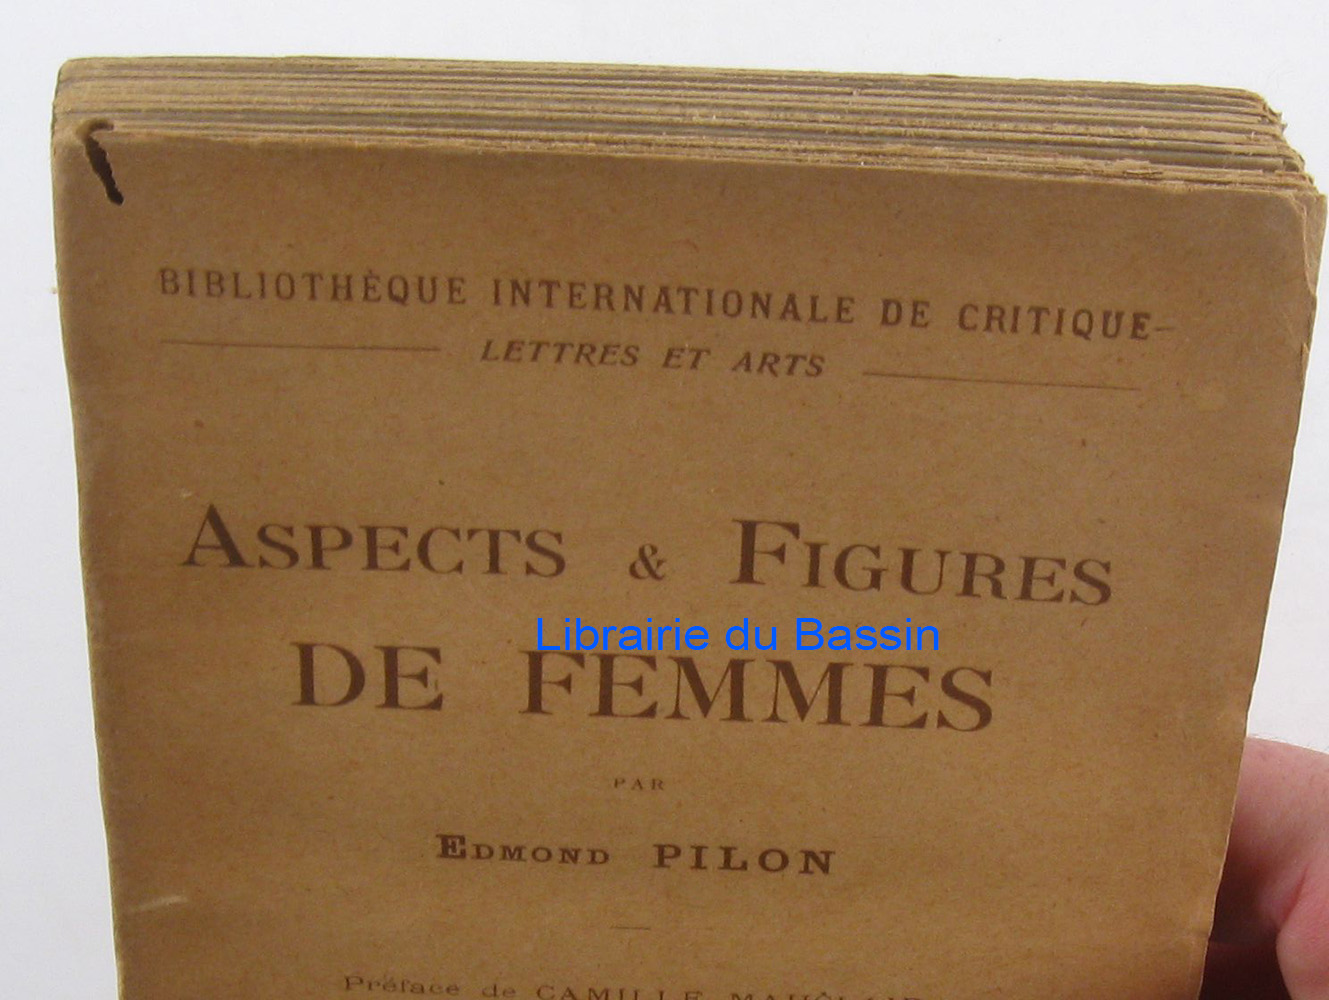 BIBLIOTHÈQUE INTERNATIONALE DE CRITIQUE
LETTRES ET ARTS
ASPECTS & FIGURES
Librairie du Bassin
DE FEMMES
PAR
EDMOND PILON
Préface de CAMILLE